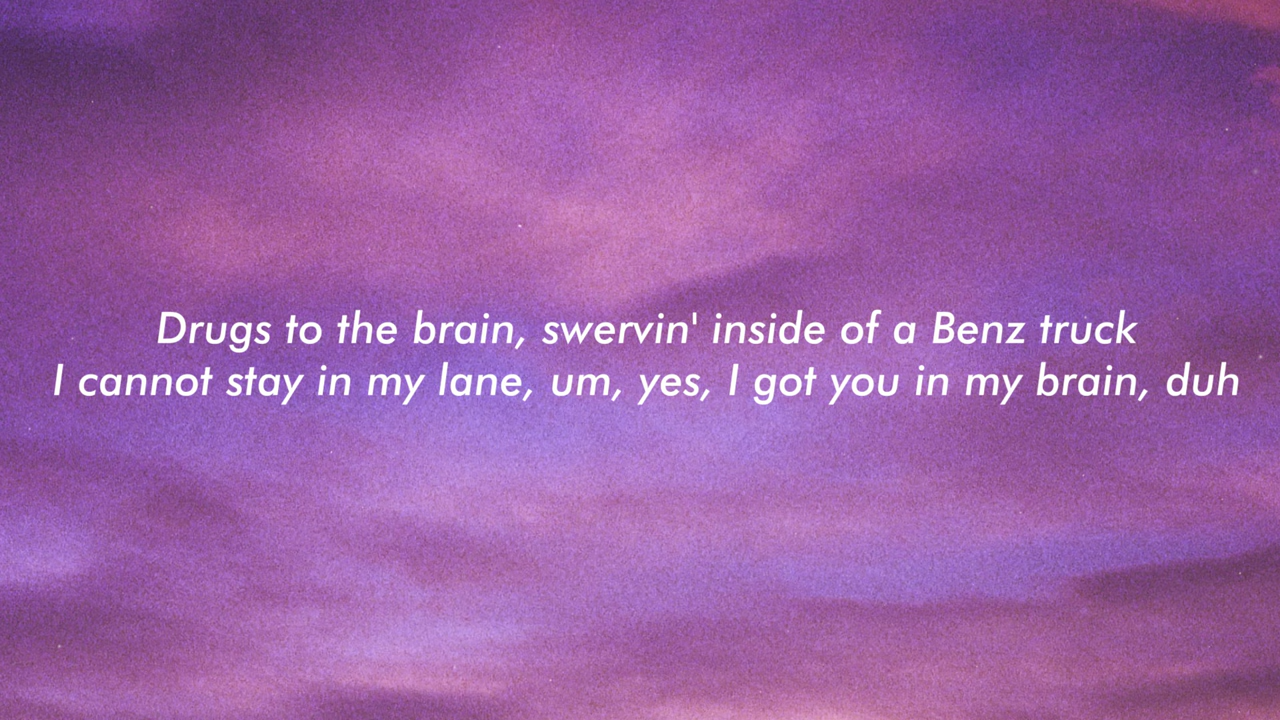 Drugs to the brain, swervin' inside of a Benz truck
I cannot stay in my lane, um, yes, I got you in my brain, duh